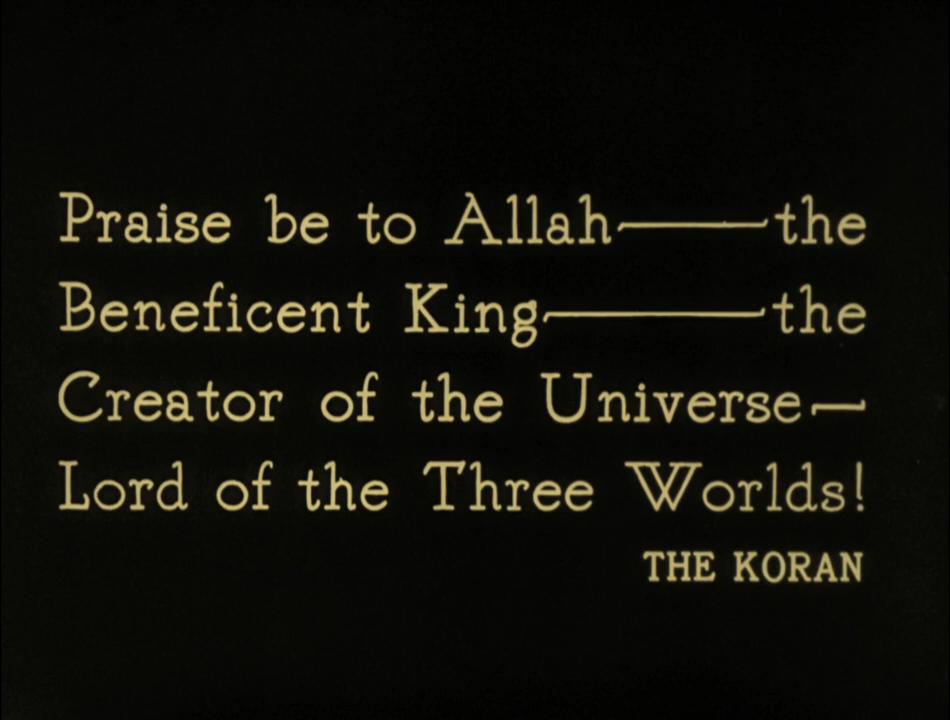 Praise be to Allah——the
Beneficent King——the
Creator of the Universe—
Lord of the Three Worlds!
THE KORAN